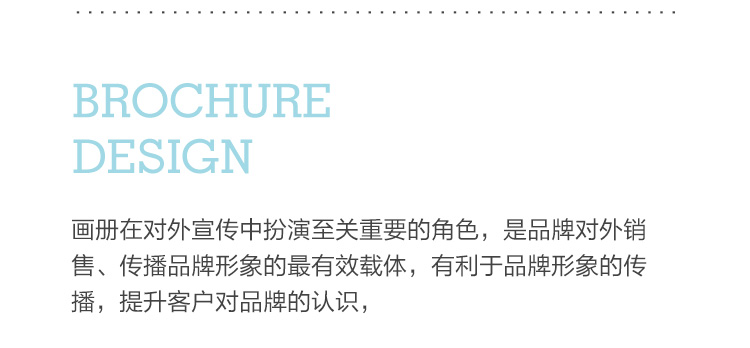 BROCHURE
DESIGN
画册在对外宣传中扮演至关重要的角色，是品牌对外销
售、传播品牌形象的最有效载体，有利于品牌形象的传
播，提升客户对品牌的认识，